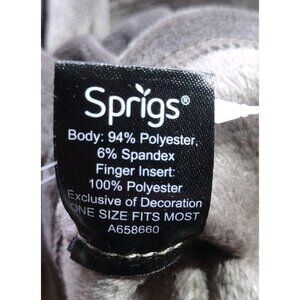 Sprigs®
Body: 94% Polyester,
6% Spandex
Finger Insert:
100% Polyester
Exclusive of Decoration
ONE SIZE FITS MOST
A658660